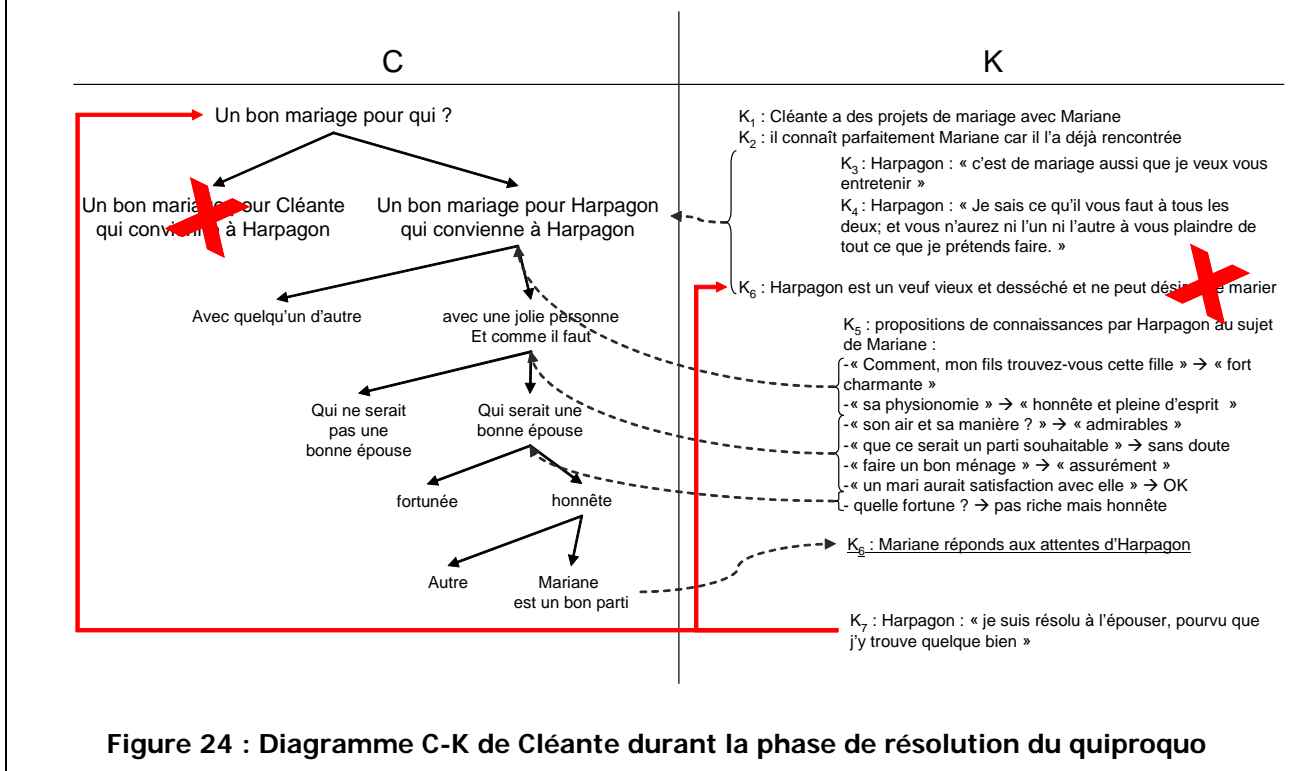 C
K
Un bon mariage pour qui ?
Un bon mariage pour Cléante
qui convienne à Harpagon
Un bon mariage pour Harpagon
qui convienne à Harpagon
Avec quelqu'un d'autre
avec une jolie personne
Et comme il faut
Qui ne serait
pas une
bonne épouse
Qui serait une
bonne épouse
fortunée
honnête
Autre
Mariane
est un bon parti
K1 : Cléante a des projets de mariage avec Mariane
K2 : il connaît parfaitement Mariane car il l'a déjà rencontrée
K3 : Harpagon : « c'est de mariage aussi que je veux vous
entretenir »
K4 : Harpagon : « Je sais ce qu'il vous faut à tous les
deux; et vous n'aurez ni l'un ni l'autre à vous plaindre de
tout ce que je prétends faire. »
K6 : Harpagon est un veuf vieux et desséché et ne peut désirer se marier
K5 : propositions de connaissances par Harpagon au sujet
de Mariane :
-« Comment, mon fils trouvez-vous cette fille » → « fort
charmante »
-« sa physionomie » → « honnête et pleine d'esprit »
-« son air et sa manière ? » → « admirables »
-« que ce serait un parti souhaitable » → sans doute
-« faire un bon ménage » → « assurément »
-« un mari aurait satisfaction avec elle » → OK
- quelle fortune ? → pas riche mais honnête
K6 : Mariane réponds aux attentes d'Harpagon
K7 : Harpagon : « je suis résolu à l'épouser, pourvu que
j'y trouve quelque bien »
Figure 24 : Diagramme C-K de Cléante durant la phase de résolution du quiproquo